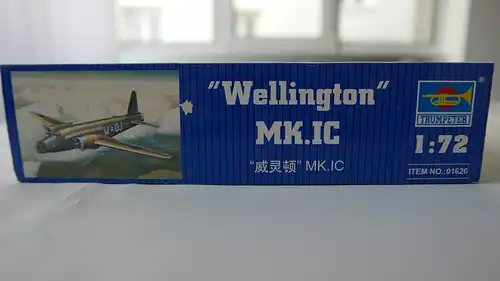 "Wellington"
MK.IC
"威灵顿" MK.IC
TRUMPETER
®
1:72
ITEM NO.:01626